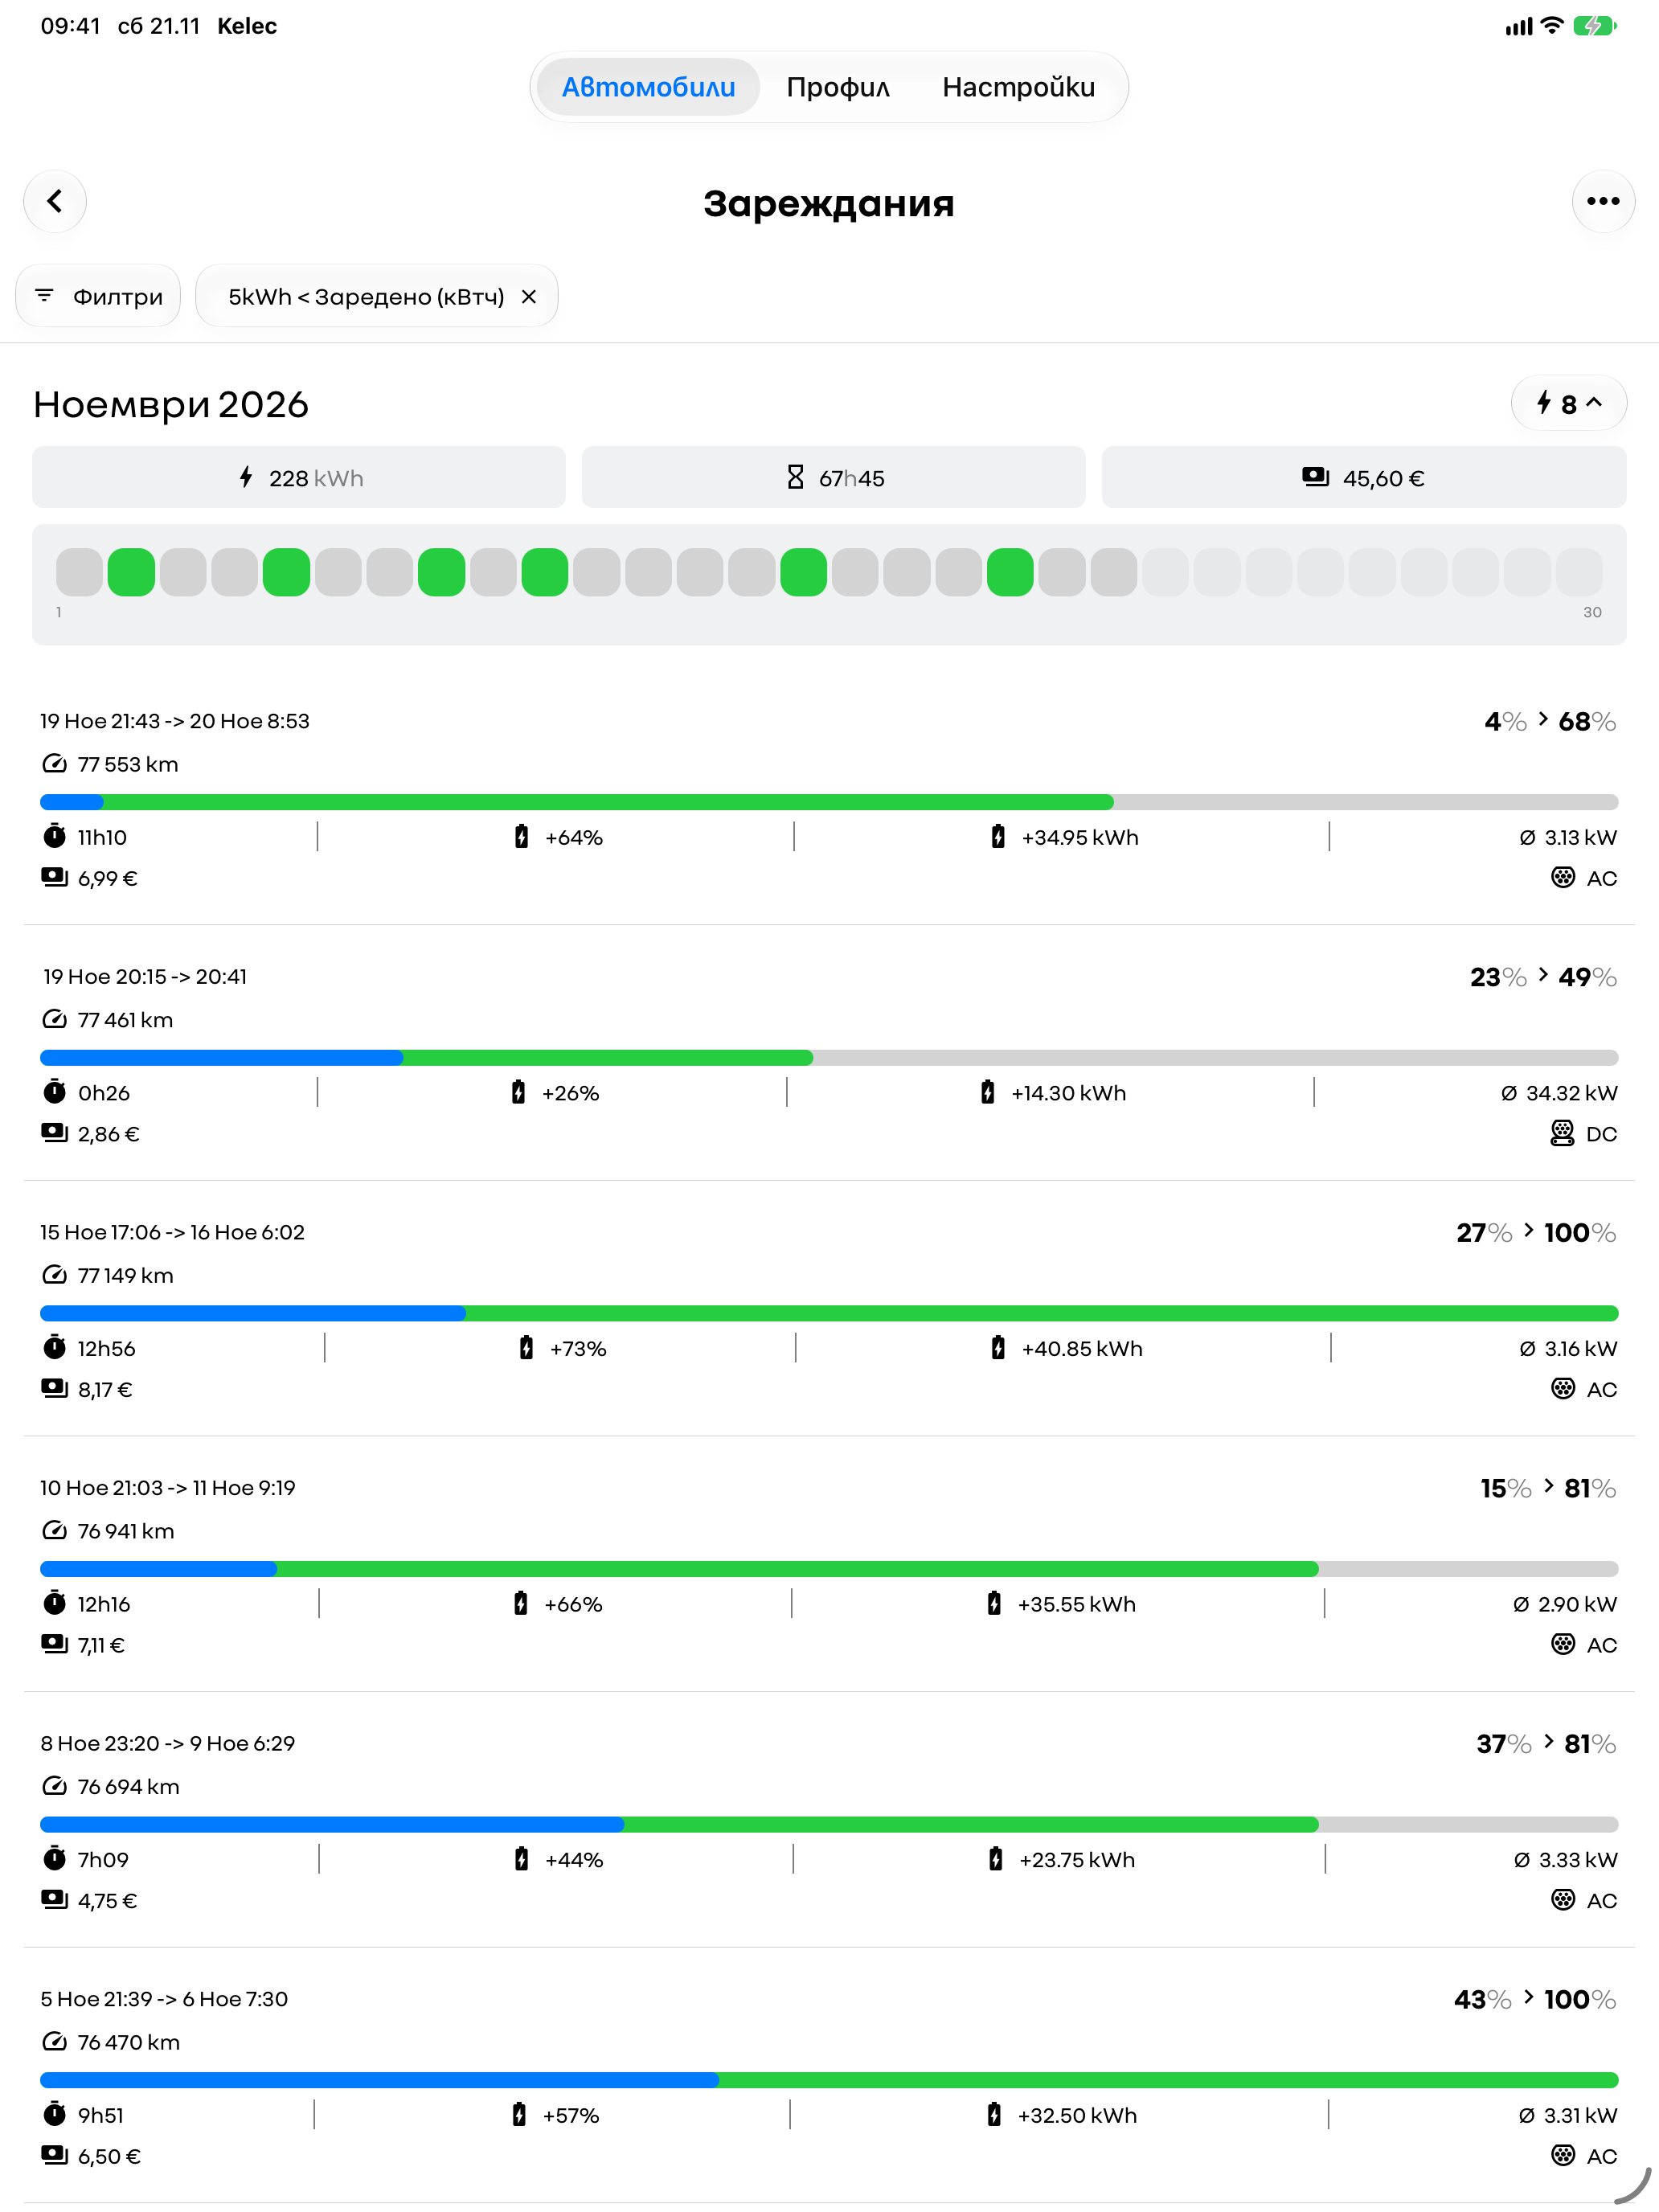 09:41 сб 21.11 Kelec
Автомобили Профил Настройки
Зареждания
Филтри 5kWh < Заредено (кВтч)
Ноември 2026 8
228 kWh 67h45 45,60 €
1 30
19 Ное 21:43 -> 20 Ное 8:53 4% > 68%
77 553 km
11h10 +64% +34.95 kWh Ø 3.13 kW
6,99 € AC
19 Ное 20:15 -> 20:41 23% > 49%
77 461 km
0h26 +26% +14.30 kWh Ø 34.32 kW
2,86 € DC
15 Ное 17:06 -> 16 Ное 6:02 27% > 100%
77 149 km
12h56 +73% +40.85 kWh Ø 3.16 kW
8,17 € AC
10 Ное 21:03 -> 11 Ное 9:19 15% > 81%
76 941 km
12h16 +66% +35.55 kWh Ø 2.90 kW
7,11 € AC
8 Ное 23:20 -> 9 Ное 6:29 37% > 81%
76 694 km
7h09 +44% +23.75 kWh Ø 3.33 kW
4,75 € AC
5 Ное 21:39 -> 6 Ное 7:30 43% > 100%
76 470 km
9h51 +57% +32.50 kWh Ø 3.31 kW
6,50 € AC